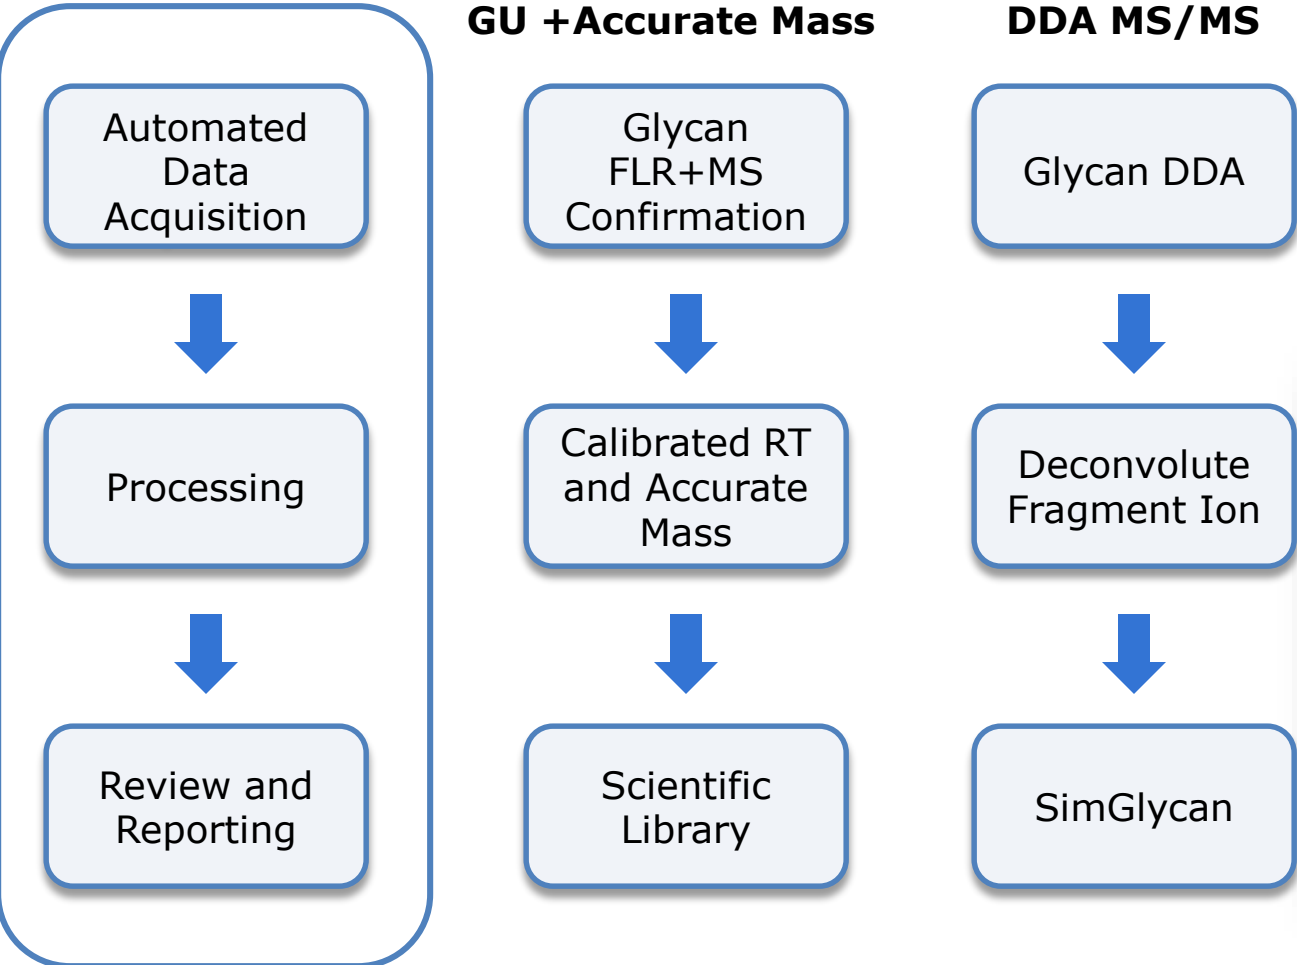 GU +Accurate Mass
DDA MS/MS
Automated
Data
Acquisition
Glycan
FLR+MS
Confirmation
Glycan DDA
Processing
Calibrated RT
and Accurate
Mass
Deconvolute
Fragment Ion
Review and
Reporting
Scientific
Library
SimGlycan